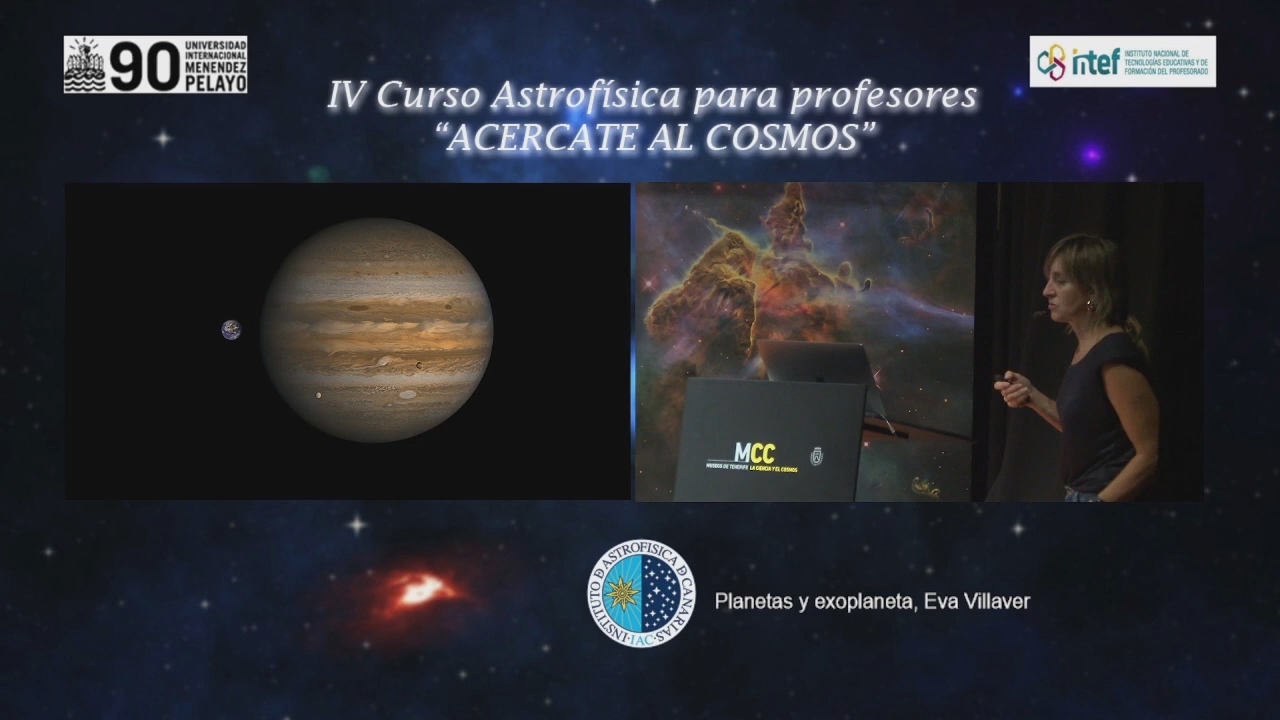 90
UNIVERSIDAD
INTERNACIONAL
MENENDEZ
PELAYO
intef
INSTITUTO NACIONAL DE
TECNOLOGÍAS EDUCATIVAS Y DE
FORMACIÓN DEL PROFESORADO
IV Curso Astrofísica para profesores
“ACERCATE AL COSMOS”
MCC
MUSEOS DE TENERIFE LA CIENCIA Y EL COSMOS
INSTITUTO DE ASTROFISICA DE CANARIAS
·IAC·
Planetas y exoplaneta, Eva Villaver